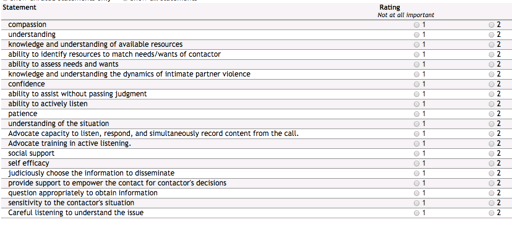 Statement Rating
Not at all important
compassion 1 2
understanding 1 2
knowledge and understanding of available resources 1 2
ability to identify resources to match needs/wants of contactor 1 2
ability to assess needs and wants 1 2
knowledge and understanding the dynamics of intimate partner violence 1 2
confidence 1 2
ability to assist without passing judgment 1 2
ability to actively listen 1 2
patience 1 2
understanding of the situation 1 2
Advocate capacity to listen, respond, and simultaneously record content from the call. 1 2
Advocate training in active listening. 1 2
social support 1 2
self efficacy 1 2
judiciously choose the information to disseminate 1 2
provide support to empower the contact for contactor's decisions 1 2
question appropriately to obtain information 1 2
sensitivity to the contactor's situation 1 2
Careful listening to understand the issue 1 2